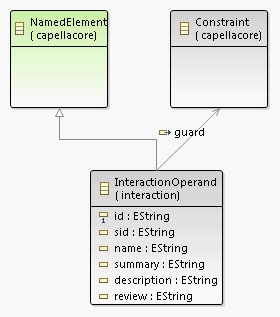 NamedElement
(capellacore)
Constraint
(capellacore)
guard
InteractionOperand
(interaction)
id : EString
sid : EString
name : EString
summary : EString
description : EString
review : EString